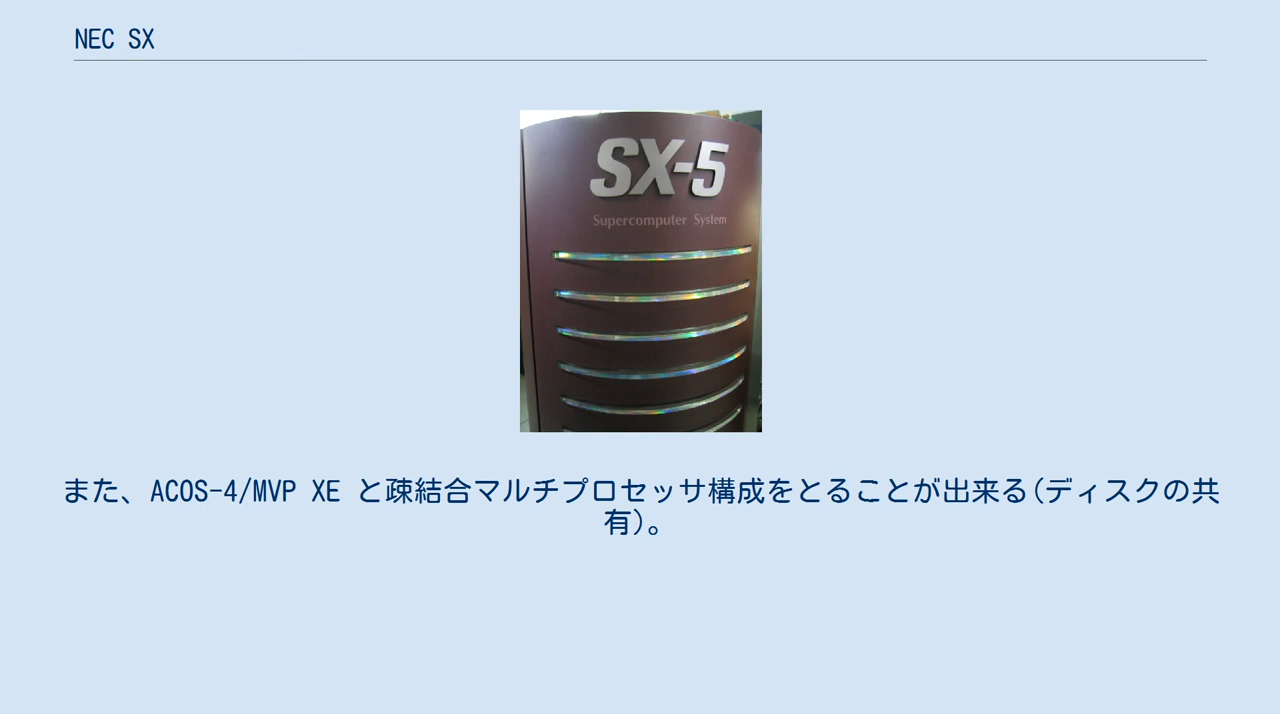 NEC SX
SX-5
Supercomputer System
また、ACOS-4/MVP XE と疎結合マルチプロセッサ構成をとることが出来る(ディスクの共
有)。